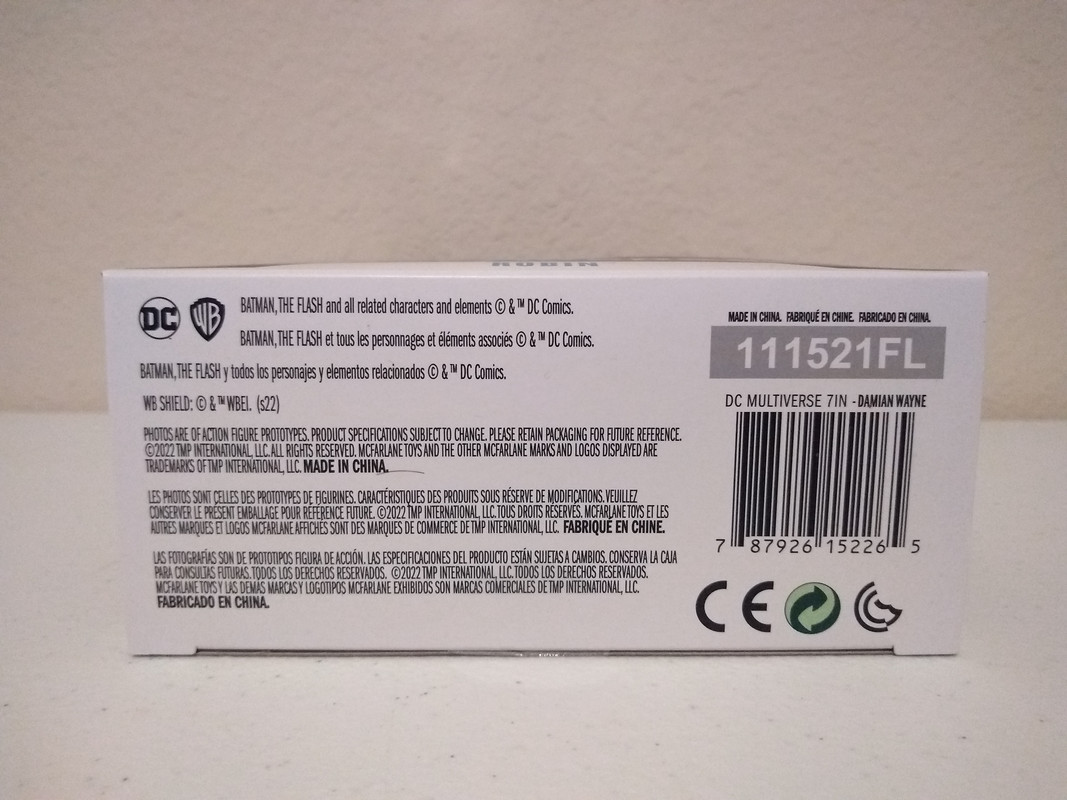 ROBIN
DC WB BATMAN, THE FLASH and all related characters and elements © & ™ DC Comics.
BATMAN, THE FLASH et tous les personnages et éléments associés © & ™ DC Comics.
BATMAN, THE FLASH y todos los personajes y elementos relacionados © & ™ DC Comics.
WB SHIELD: © & ™ WBEI. (s22)
PHOTOS ARE OF ACTION FIGURE PROTOTYPES. PRODUCT SPECIFICATIONS SUBJECT TO CHANGE. PLEASE RETAIN PACKAGING FOR FUTURE REFERENCE.
©2022 TMP INTERNATIONAL, LLC. ALL RIGHTS RESERVED. MCFARLANE TOYS AND THE OTHER MCFARLANE MARKS AND LOGOS DISPLAYED ARE
TRADEMARKS OF TMP INTERNATIONAL, LLC. MADE IN CHINA.
LES PHOTOS SONT CELLES DES PROTOTYPES DE FIGURINES. CARACTÉRISTIQUES DES PRODUITS SOUS RÉSERVE DE MODIFICATIONS. VEUILLEZ
CONSERVER LE PRÉSENT EMBALLAGE POUR RÉFÉRENCE FUTURE. ©2022 TMP INTERNATIONAL, LLC. TOUS DROITS RÉSERVÉS. MCFARLANE TOYS ET LES
AUTRES MARQUES ET LOGOS MCFARLANE AFFICHÉS SONT DES MARQUES DE COMMERCE DE TMP INTERNATIONAL, LLC. FABRIQUÉ EN CHINE.
LAS FOTOGRAFÍAS SON DE PROTOTIPOS FIGURA DE ACCIÓN. LAS ESPECIFICACIONES DEL PRODUCTO ESTÁN SUJETAS A CAMBIOS. CONSERVA LA CAJA
PARA CONSULTAS FUTURAS. TODOS LOS DERECHOS RESERVADOS. ©2022 TMP INTERNATIONAL, LLC. TODOS LOS DERECHOS RESERVADOS.
MCFARLANE TOYS Y LAS DEMÁS MARCAS Y LOGOTIPOS MCFARLANE EXHIBIDOS SON MARCAS COMERCIALES DE TMP INTERNATIONAL, LLC.
FABRICADO EN CHINA.
MADE IN CHINA. FABRIQUÉ EN CHINE. FABRICADO EN CHINA.
111521FL
DC MULTIVERSE 7IN - DAMIAN WAYNE
7 87926 15226 5
CE